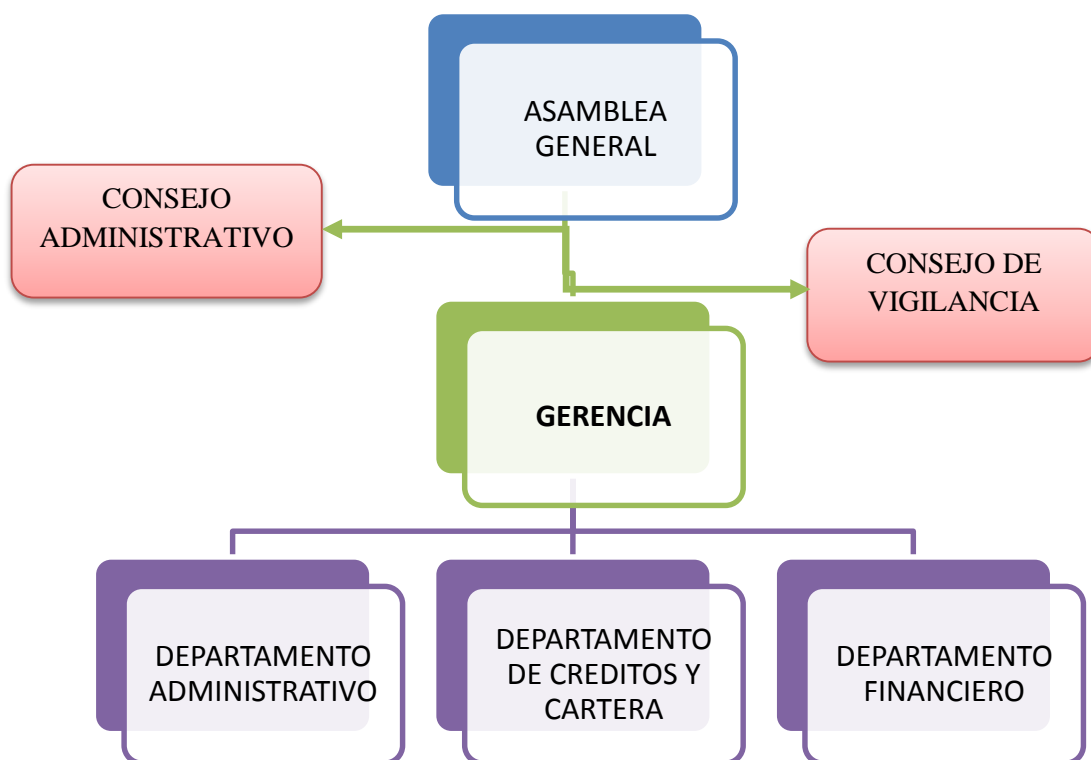 ASAMBLEA
GENERAL
CONSEJO
ADMINISTRATIVO
CONSEJO DE
VIGILANCIA
GERENCIA
DEPARTAMENTO
ADMINISTRATIVO
DEPARTAMENTO
DE CREDITOS Y
CARTERA
DEPARTAMENTO
FINANCIERO